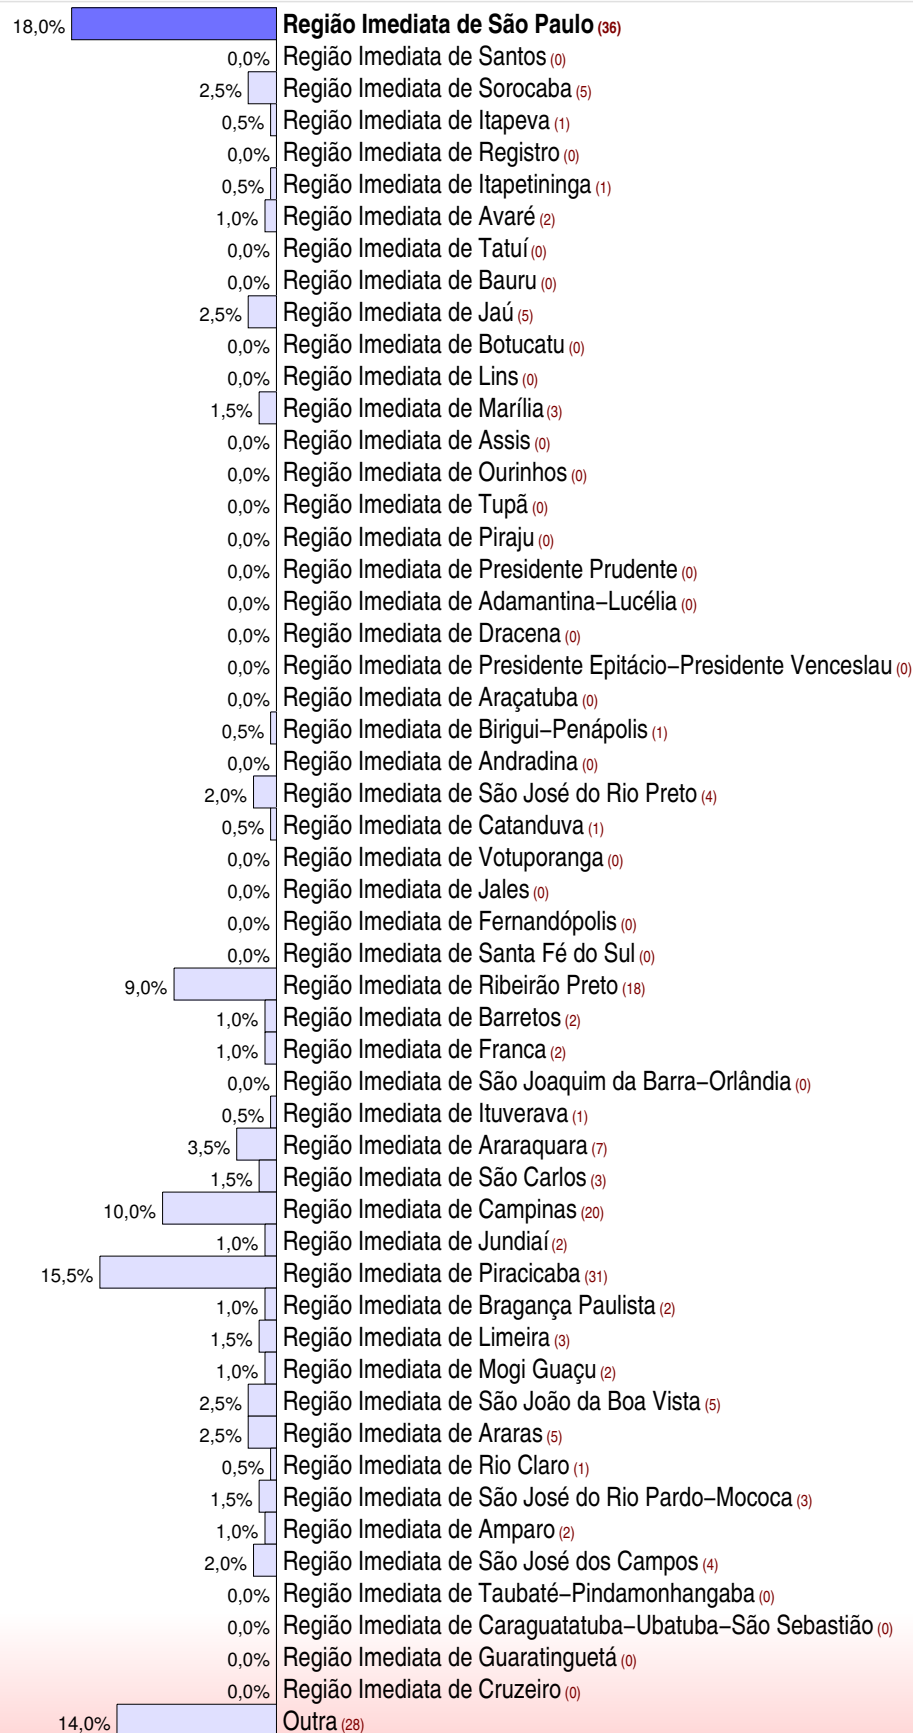 18,0% Região Imediata de São Paulo (36)
0,0% Região Imediata de Santos (0)
2,5% Região Imediata de Sorocaba (5)
0,5% Região Imediata de Itapeva (1)
0,0% Região Imediata de Registro (0)
0,5% Região Imediata de Itapetininga (1)
1,0% Região Imediata de Avaré (2)
0,0% Região Imediata de Tatuí (0)
0,0% Região Imediata de Bauru (0)
2,5% Região Imediata de Jaú (5)
0,0% Região Imediata de Botucatu (0)
0,0% Região Imediata de Lins (0)
1,5% Região Imediata de Marília (3)
0,0% Região Imediata de Assis (0)
0,0% Região Imediata de Ourinhos (0)
0,0% Região Imediata de Tupã (0)
0,0% Região Imediata de Piraju (0)
0,0% Região Imediata de Presidente Prudente (0)
0,0% Região Imediata de Adamantina–Lucélia (0)
0,0% Região Imediata de Dracena (0)
0,0% Região Imediata de Presidente Epitácio–Presidente Venceslau (0)
0,0% Região Imediata de Araçatuba (0)
0,5% Região Imediata de Birigui–Penápolis (1)
0,0% Região Imediata de Andradina (0)
2,0% Região Imediata de São José do Rio Preto (4)
0,5% Região Imediata de Catanduva (1)
0,0% Região Imediata de Votuporanga (0)
0,0% Região Imediata de Jales (0)
0,0% Região Imediata de Fernandópolis (0)
0,0% Região Imediata de Santa Fé do Sul (0)
9,0% Região Imediata de Ribeirão Preto (18)
1,0% Região Imediata de Barretos (2)
1,0% Região Imediata de Franca (2)
0,0% Região Imediata de São Joaquim da Barra–Orlândia (0)
0,5% Região Imediata de Ituverava (1)
3,5% Região Imediata de Araraquara (7)
1,5% Região Imediata de São Carlos (3)
10,0% Região Imediata de Campinas (20)
1,0% Região Imediata de Jundiaí (2)
15,5% Região Imediata de Piracicaba (31)
1,0% Região Imediata de Bragança Paulista (2)
1,5% Região Imediata de Limeira (3)
1,0% Região Imediata de Mogi Guaçu (2)
2,5% Região Imediata de São João da Boa Vista (5)
2,5% Região Imediata de Araras (5)
0,5% Região Imediata de Rio Claro (1)
1,5% Região Imediata de São José do Rio Pardo–Mococa (3)
1,0% Região Imediata de Amparo (2)
2,0% Região Imediata de São José dos Campos (4)
0,0% Região Imediata de Taubaté–Pindamonhangaba (0)
0,0% Região Imediata de Caraguatatuba–Ubatuba–São Sebastião (0)
0,0% Região Imediata de Guaratinguetá (0)
0,0% Região Imediata de Cruzeiro (0)
14,0% Outra (28)